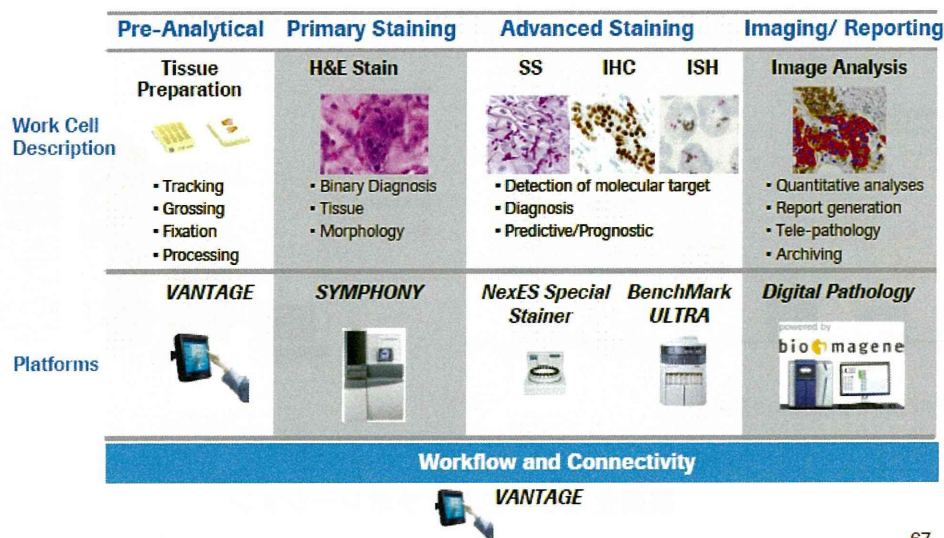 Pre-Analytical Primary Staining Advanced Staining Imaging/ Reporting
Work Cell
Description
Tissue
Preparation
▪ Tracking
▪ Grossing
▪ Fixation
▪ Processing
H&E Stain
▪ Binary Diagnosis
▪ Tissue
▪ Morphology
SS IHC ISH
▪ Detection of molecular target
▪ Diagnosis
▪ Predictive/Prognostic
Image Analysis
▪ Quantitative analyses
▪ Report generation
▪ Tele-pathology
▪ Archiving
Platforms
VANTAGE
SYMPHONY
NexES Special
Stainer
BenchMark
ULTRA
Digital Pathology
powered by
bio magene
Workflow and Connectivity
VANTAGE